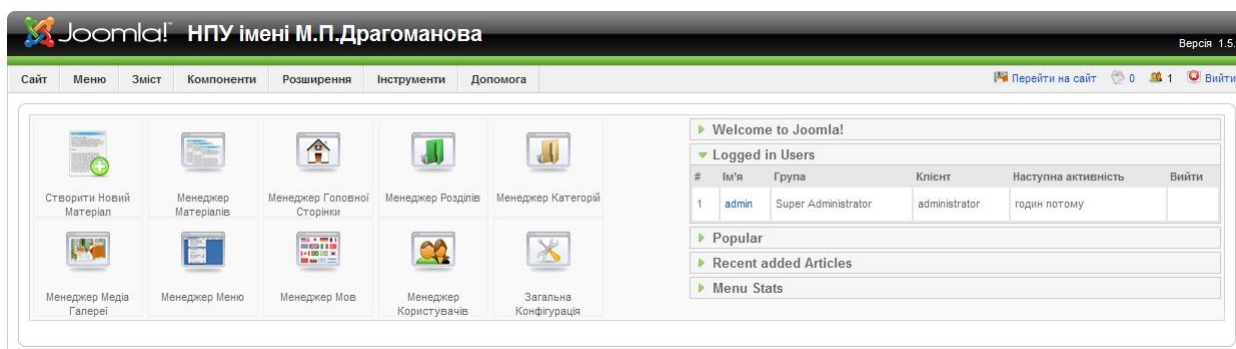 Joomla! НПУ імені М.П.Драгоманова
Версія 1.5.
Сайт Меню Зміст Компоненти Розширення Інструменти Допомога Перейти на сайт 0 1 Вийти
Створити Новий Матеріал
Менеджер Матеріалів
Менеджер Головної Сторінки
Менеджер Розділів
Менеджер Категорій
Менеджер Медіа Галереї
Менеджер Меню
Менеджер Мов
Менеджер Користувачів
Загальна Конфігурація
Welcome to Joomla!
Logged in Users
# Ім'я Група Клієнт Наступна активність Вийти
1 admin Super Administrator administrator годин потому
Popular
Recent added Articles
Menu Stats